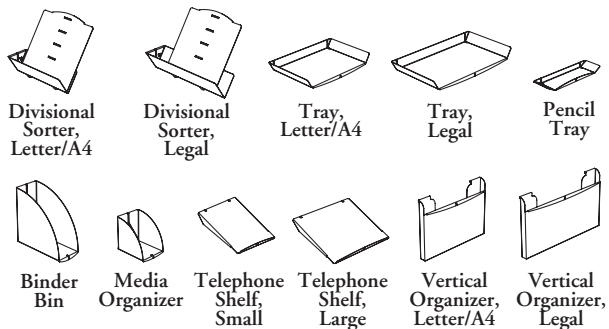 Divisional
Sorter,
Letter/A4
Divisional
Sorter,
Legal
Tray,
Letter/A4
Tray,
Legal
Pencil
Tray
Binder
Bin
Media
Organizer
Telephone
Shelf,
Small
Telephone
Shelf,
Large
Vertical
Organizer,
Letter/A4
Vertical
Organizer,
Legal